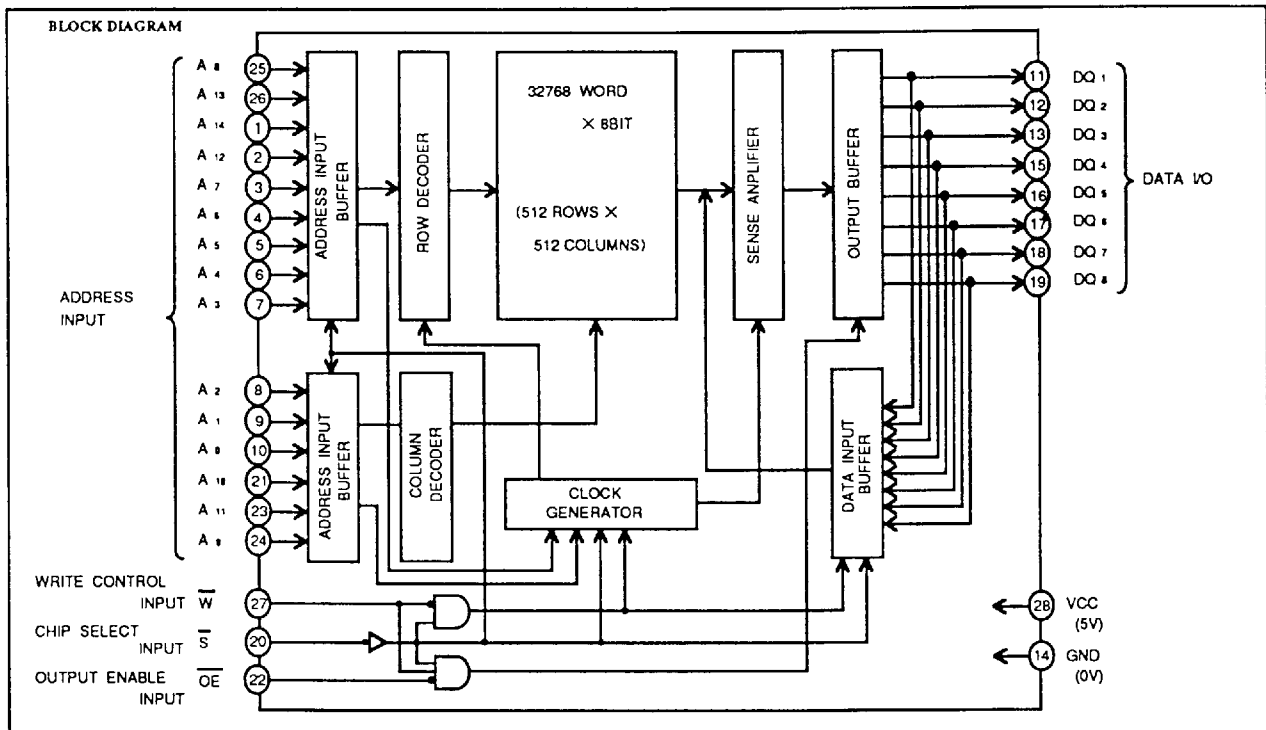 BLOCK DIAGRAM
ADDRESS INPUT
A 8 25
A 13 26
A 14 1
A 12 2
A 7 3
A 6 4
A 5 5
A 4 6
A 3 7
A 2 8
A 1 9
A 0 10
A 10 21
A 11 23
A 9 24
WRITE CONTROL INPUT W̅ 27
CHIP SELECT INPUT S̅ 20
OUTPUT ENABLE INPUT O̅E̅ 22
ADDRESS INPUT BUFFER
ROW DECODER
32768 WORD
× 8BIT
(512 ROWS ×
512 COLUMNS)
SENSE ANPLIFIER
OUTPUT BUFFER
ADDRESS INPUT BUFFER
COLUMN DECODER
CLOCK GENERATOR
DATA INPUT BUFFER
11 DQ 1
12 DQ 2
13 DQ 3
15 DQ 4
16 DQ 5
17 DQ 6
18 DQ 7
19 DQ 8
DATA I/O
28 VCC
(5V)
14 GND
(0V)